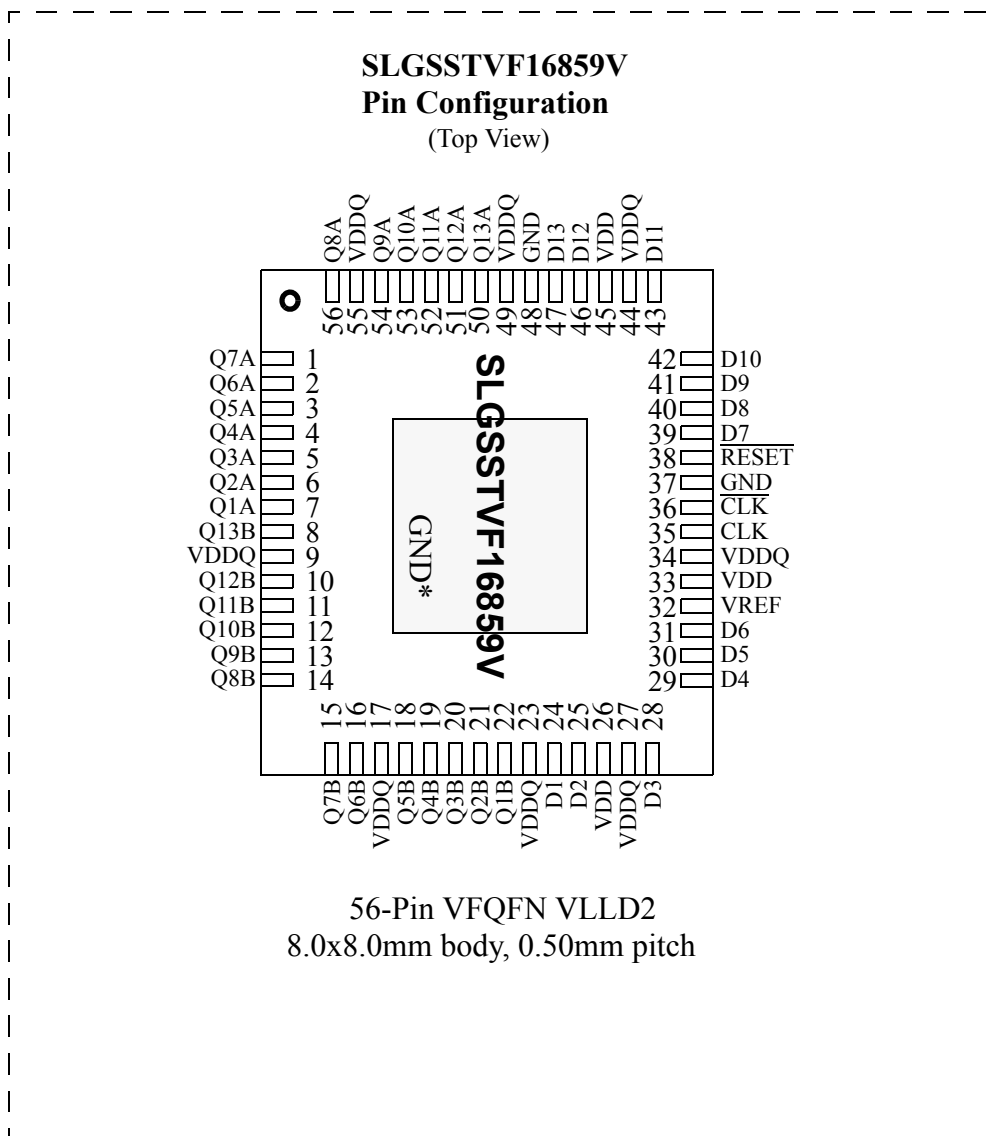 SLGSSTVF16859V
Pin Configuration
(Top View)
Q8A VDDQ Q9A Q10A Q11A Q12A Q13A VDDQ GND D13 D12 VDD VDDQ D11
56 55 54 53 52 51 50 49 48 47 46 45 44 43
Q7A 1
Q6A 2
Q5A 3
Q4A 4
Q3A 5
Q2A 6
Q1A 7
Q13B 8
VDDQ 9
Q12B 10
Q11B 11
Q10B 12
Q9B 13
Q8B 14
SLGSSTVF16859V
GND*
42 D10
41 D9
40 D8
39 D7
38 RESET
37 GND
36 CLK
35 CLK
34 VDDQ
33 VDD
32 VREF
31 D6
30 D5
29 D4
15 16 17 18 19 20 21 22 23 24 25 26 27 28
Q7B Q6B VDDQ Q5B Q4B Q3B Q2B Q1B VDDQ D1 D2 VDD VDDQ D3
56-Pin VFQFN VLLD2
8.0x8.0mm body, 0.50mm pitch